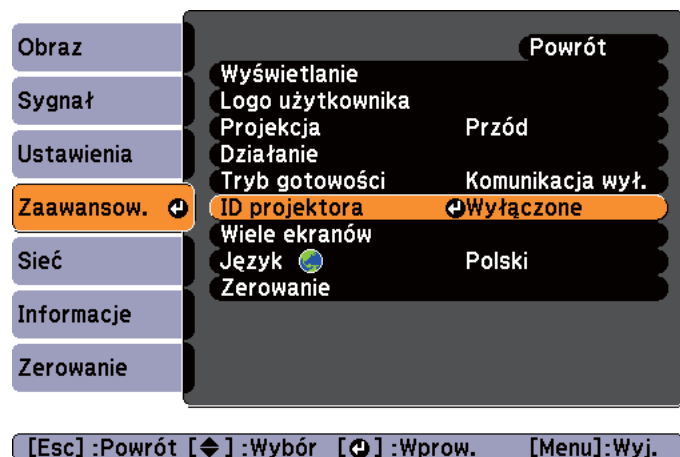 Obraz
Sygnał
Ustawienia
Zaawansow.
Sieć
Informacje
Zerowanie
Powrót
Wyświetlanie
Logo użytkownika
Projekcja Przód
Działanie
Tryb gotowości Komunikacja wył.
ID projektora Wyłączone
Wiele ekranów
Język Polski
Zerowanie
[Esc] :Powrót [◆] :Wybór [⏎] :Wprow. [Menu]:Wyj.